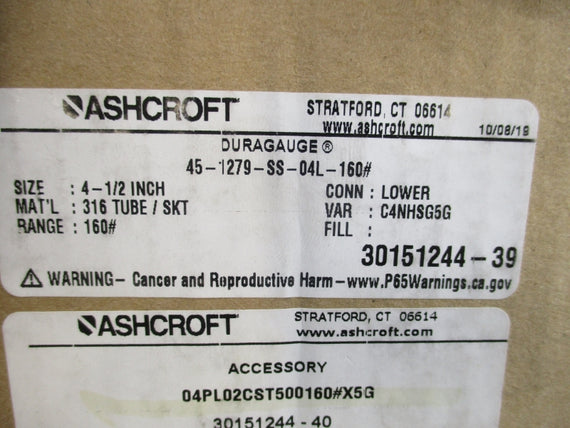 ASHCROFT
STRATFORD, CT 06614
www.ashcroft.com 10/08/19
DURAGAUGE ®
45-1279-SS-04L-160#
SIZE : 4-1/2 INCH CONN : LOWER
MAT'L : 316 TUBE / SKT VAR : C4NHSG5G
RANGE : 160# FILL :
30151244-39
WARNING- Cancer and Reproductive Harm-www.P65Warnings.ca.gov
ASHCROFT
STRATFORD, CT 06614
www.ashcroft.com
ACCESSORY
04PL02CST500160#X5G
30151244-40